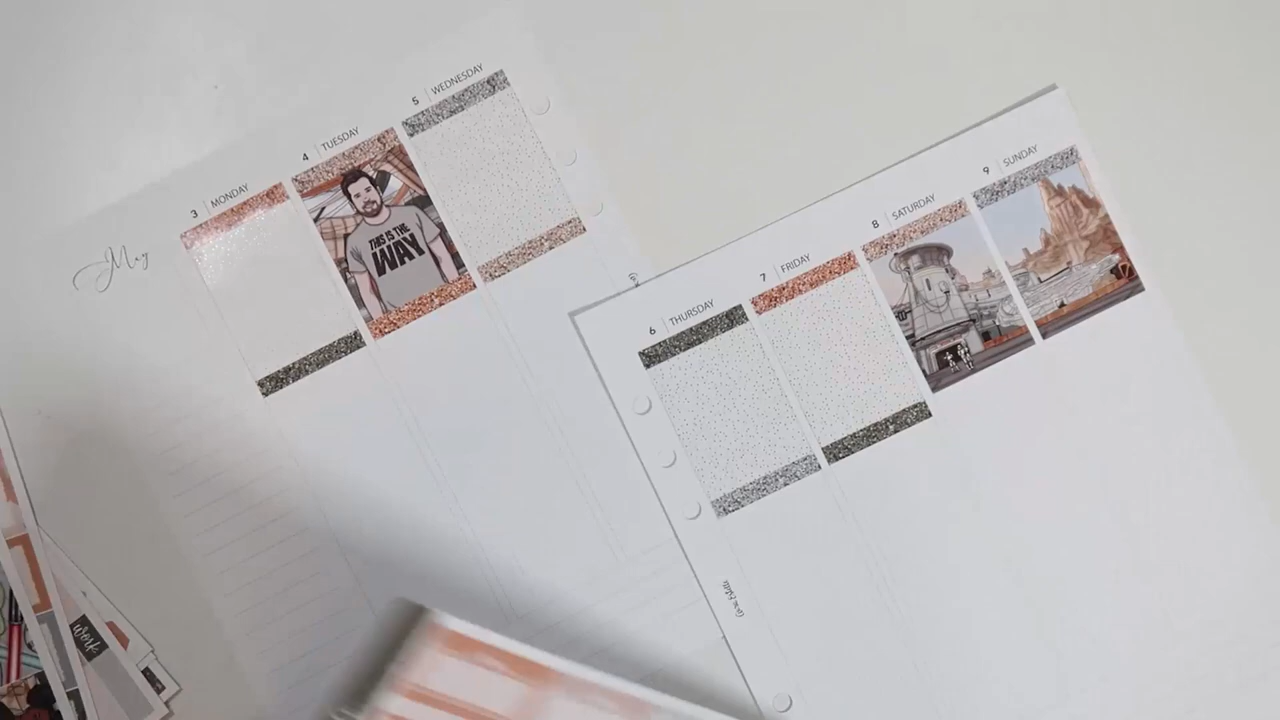 May
3 | MONDAY
4 | TUESDAY
5 | WEDNESDAY
THIS IS THE
WAY
6 | THURSDAY
7 | FRIDAY
8 | SATURDAY
9 | SUNDAY
work